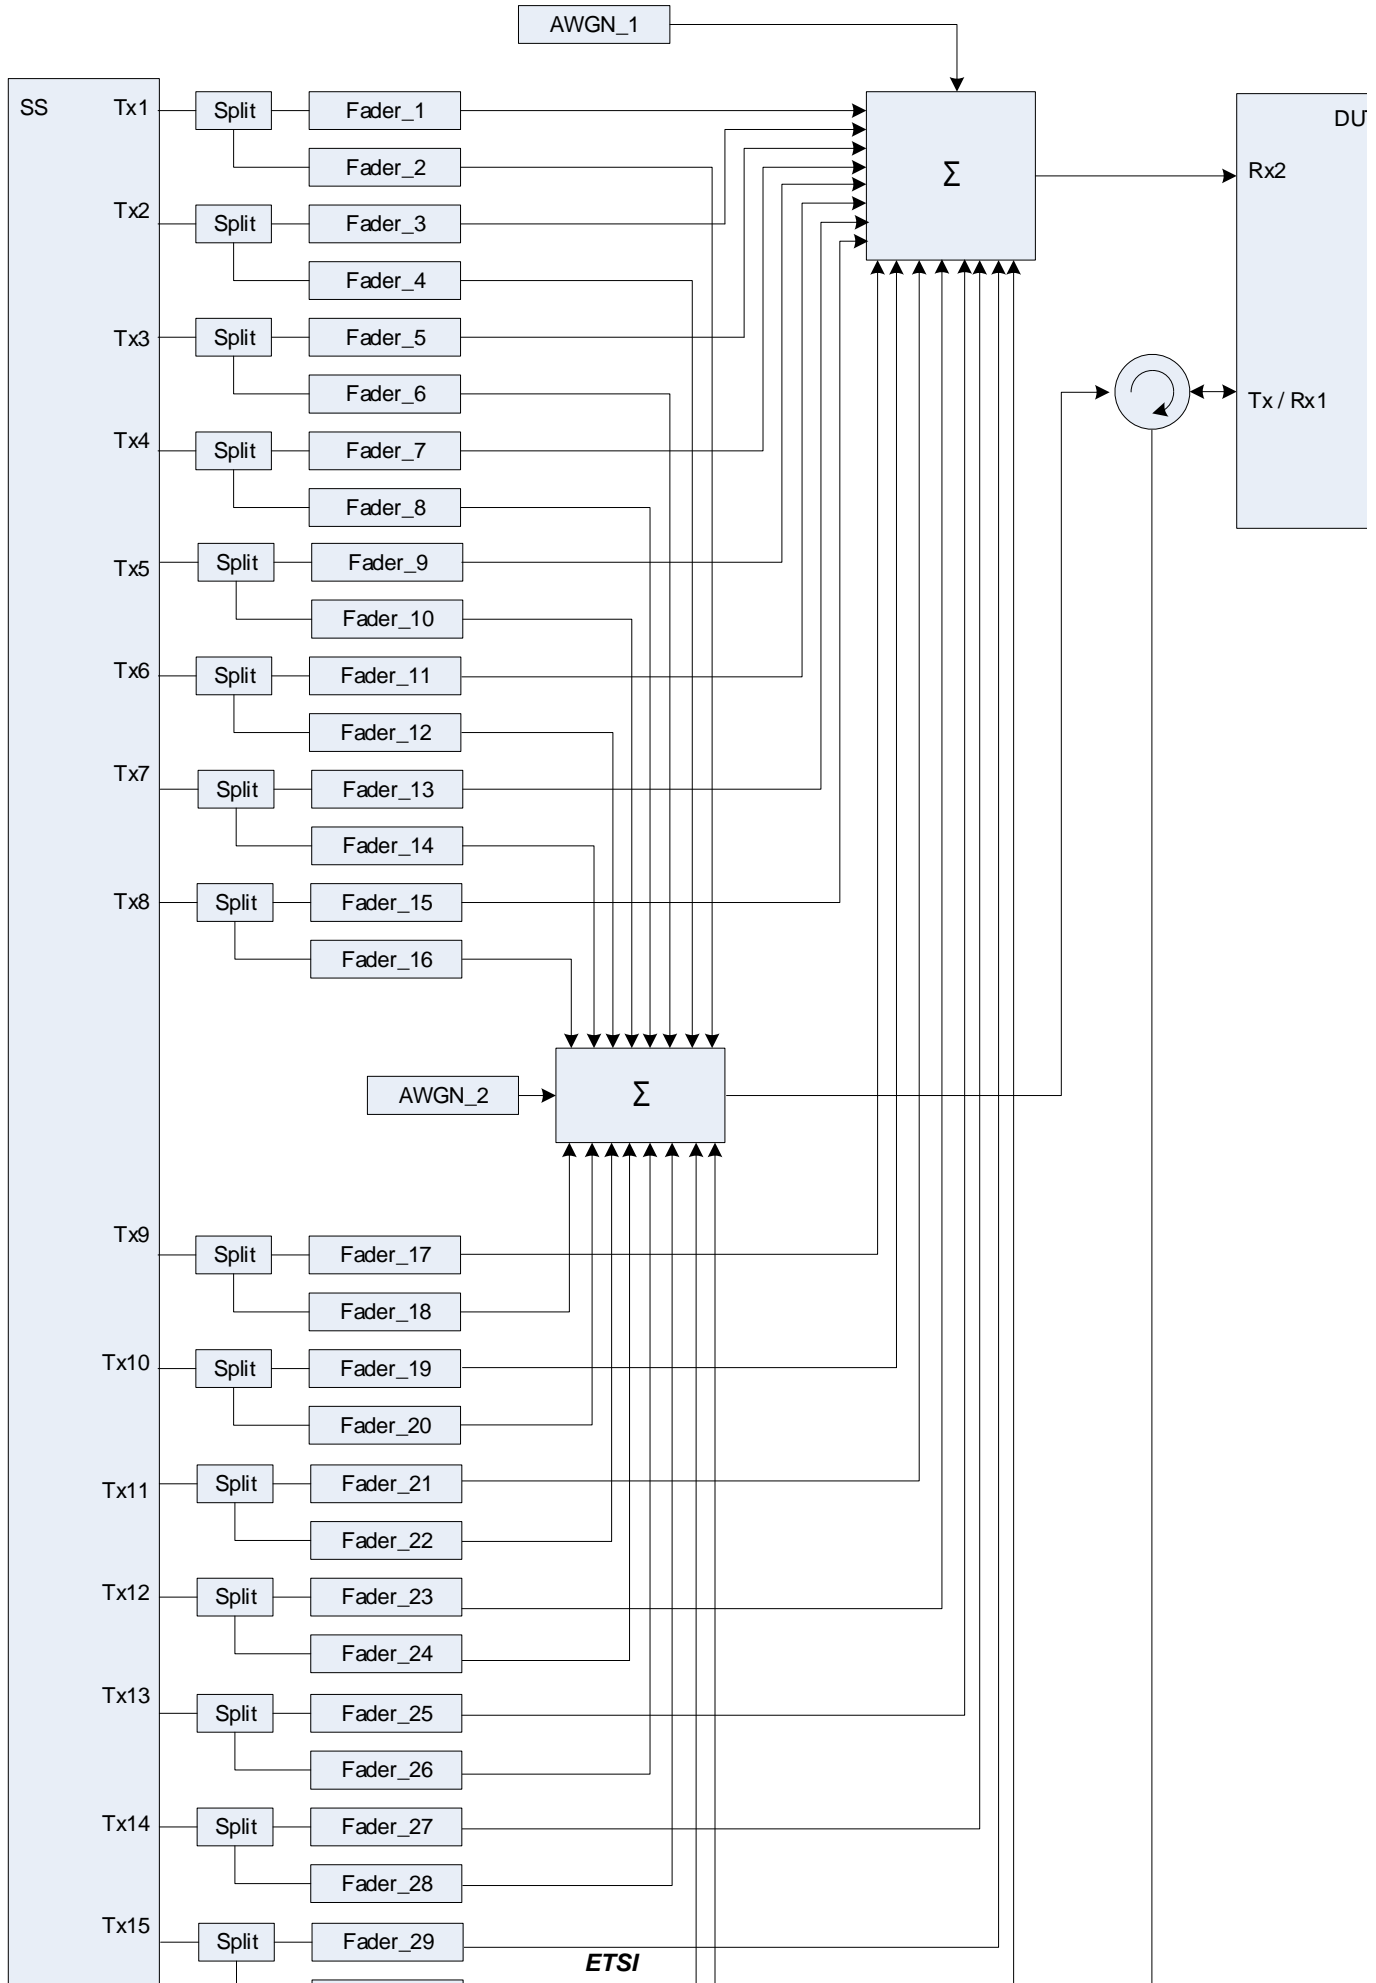 AWGN_1
SS
Tx1
Split
Fader_1
DU
Fader_2
Σ
Rx2
Tx2
Split
Fader_3
Fader_4
Tx3
Split
Fader_5
Fader_6
Tx / Rx1
Tx4
Split
Fader_7
Fader_8
Tx5
Split
Fader_9
Fader_10
Tx6
Split
Fader_11
Fader_12
Tx7
Split
Fader_13
Fader_14
Tx8
Split
Fader_15
Fader_16
AWGN_2
Σ
Tx9
Split
Fader_17
Fader_18
Tx10
Split
Fader_19
Fader_20
Tx11
Split
Fader_21
Fader_22
Tx12
Split
Fader_23
Fader_24
Tx13
Split
Fader_25
Fader_26
Tx14
Split
Fader_27
Fader_28
Tx15
Split
Fader_29
ETSI